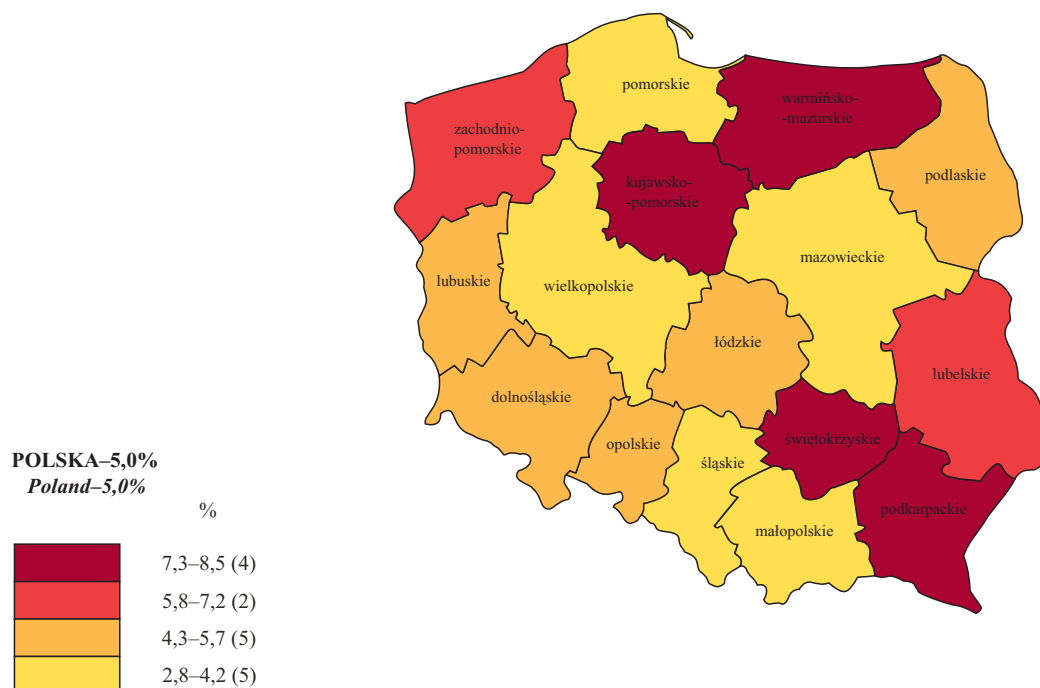 pomorskie
warmińsko-
-mazurskie
zachodnio-
pomorskie
podlaskie
kujawsko-
-pomorskie
mazowieckie
lubuskie
wielkopolskie
łódzkie
lubelskie
dolnośląskie
opolskie
świętokrzyskie
śląskie
podkarpackie
małopolskie
POLSKA–5,0%
Poland–5,0%
%
7,3–8,5 (4)
5,8–7,2 (2)
4,3–5,7 (5)
2,8–4,2 (5)